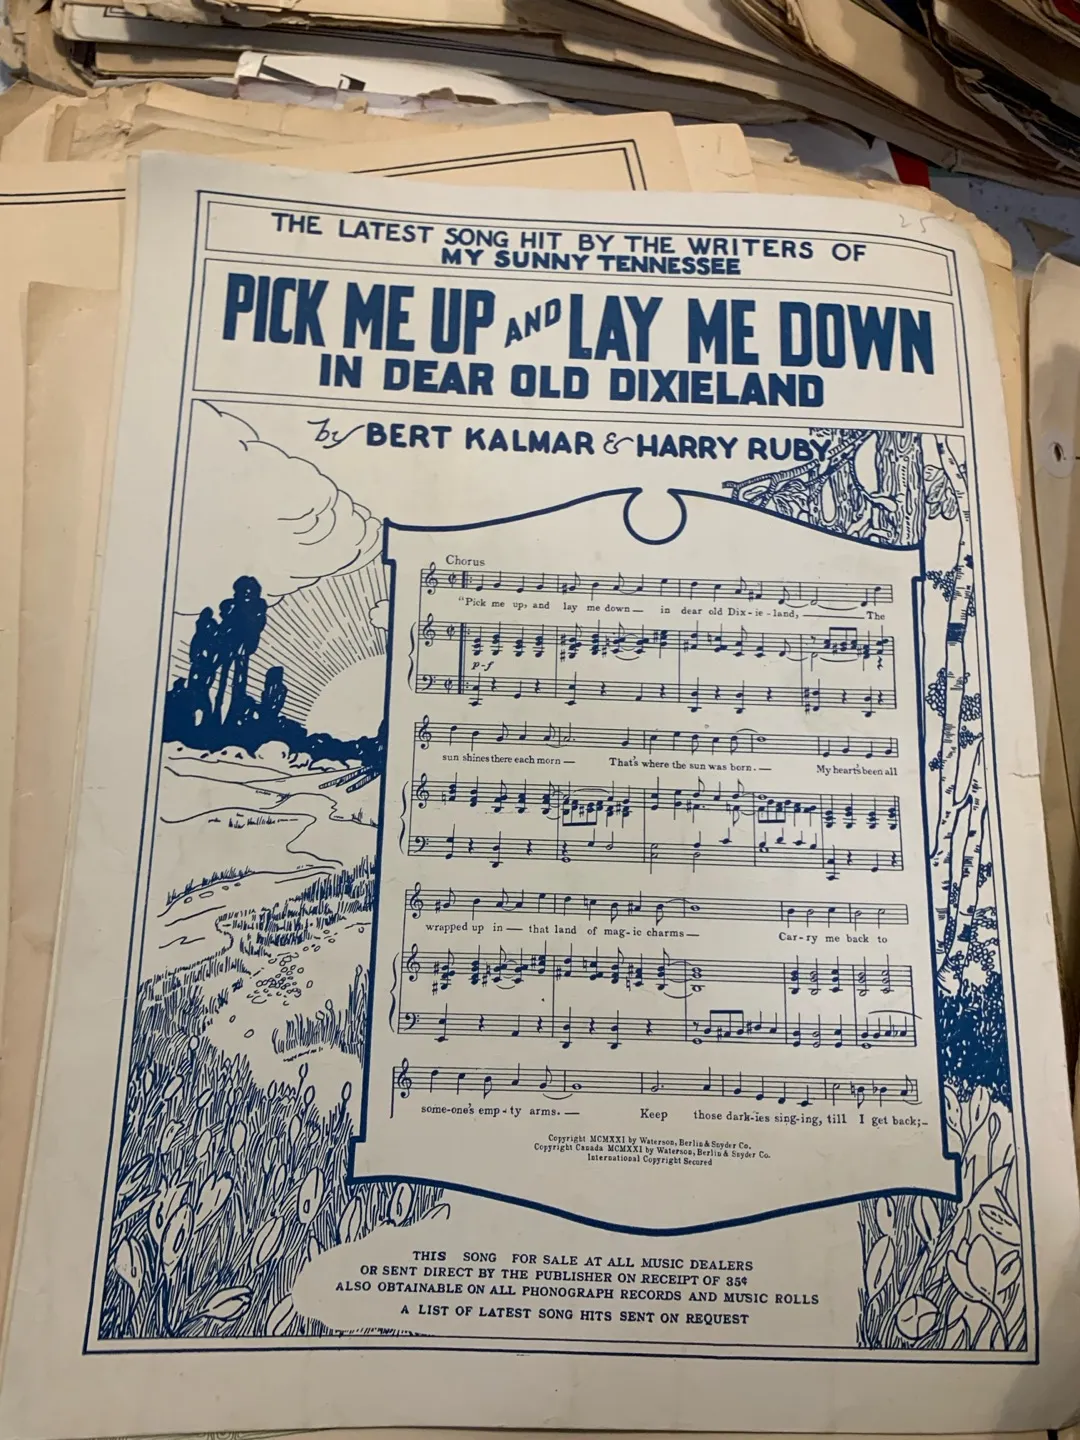 25
THE LATEST SONG HIT BY THE WRITERS OF
MY SUNNY TENNESSEE
PICK ME UP AND LAY ME DOWN
IN DEAR OLD DIXIELAND
by BERT KALMAR & HARRY RUBY
Chorus
"Pick me up, and lay me down— in dear old Dix-ie-land, The
p-f
sun shines there each morn— That's where the sun was born.— My heart's been all
wrapped up in— that land of mag-ic charms— Car-ry me back to
some-one's emp-ty arms.— Keep those dark-ies sing-ing, till I get back;-
Copyright MCMXXI by Waterson, Berlin & Snyder Co.
Copyright Canada MCMXXI by Waterson, Berlin & Snyder Co.
International Copyright Secured
THIS SONG FOR SALE AT ALL MUSIC DEALERS
OR SENT DIRECT BY THE PUBLISHER ON RECEIPT OF 35¢
ALSO OBTAINABLE ON ALL PHONOGRAPH RECORDS AND MUSIC ROLLS
A LIST OF LATEST SONG HITS SENT ON REQUEST